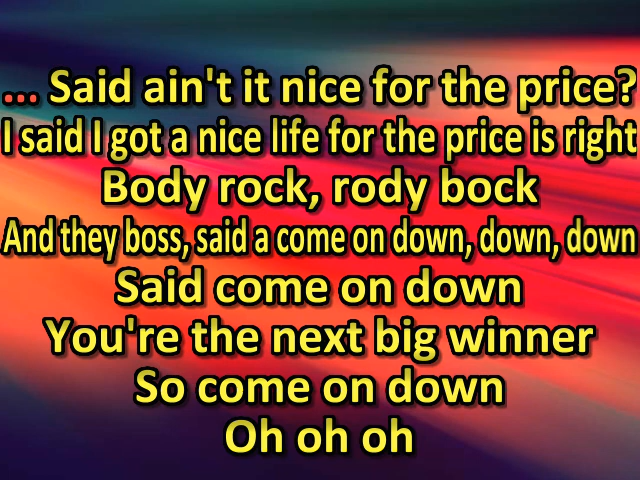 ... Said ain't it nice for the price?
I said I got a nice life for the price is right
Body rock, rody bock
And they boss, said a come on down, down, down
Said come on down
You're the next big winner
So come on down
Oh oh oh